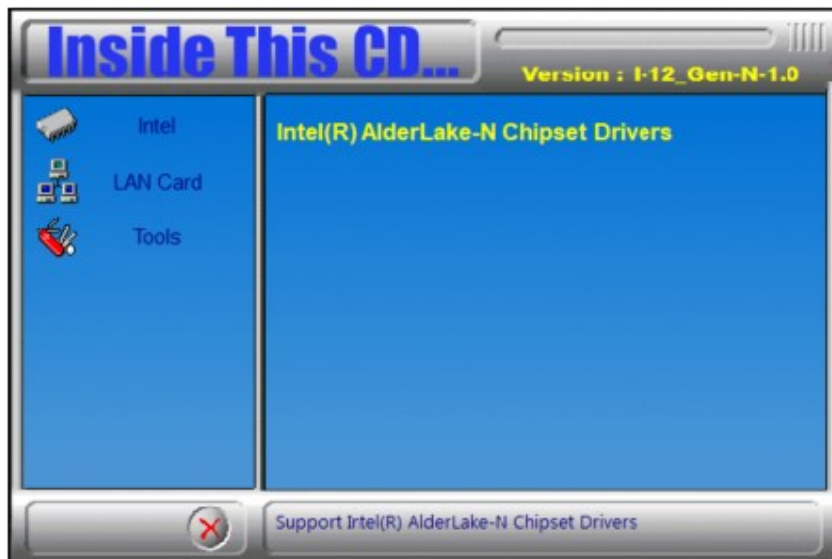 Inside This CD...
Version : I-12_Gen-N-1.0
Intel
LAN Card
Tools
Intel(R) AlderLake-N Chipset Drivers
Support Intel(R) AlderLake-N Chipset Drivers